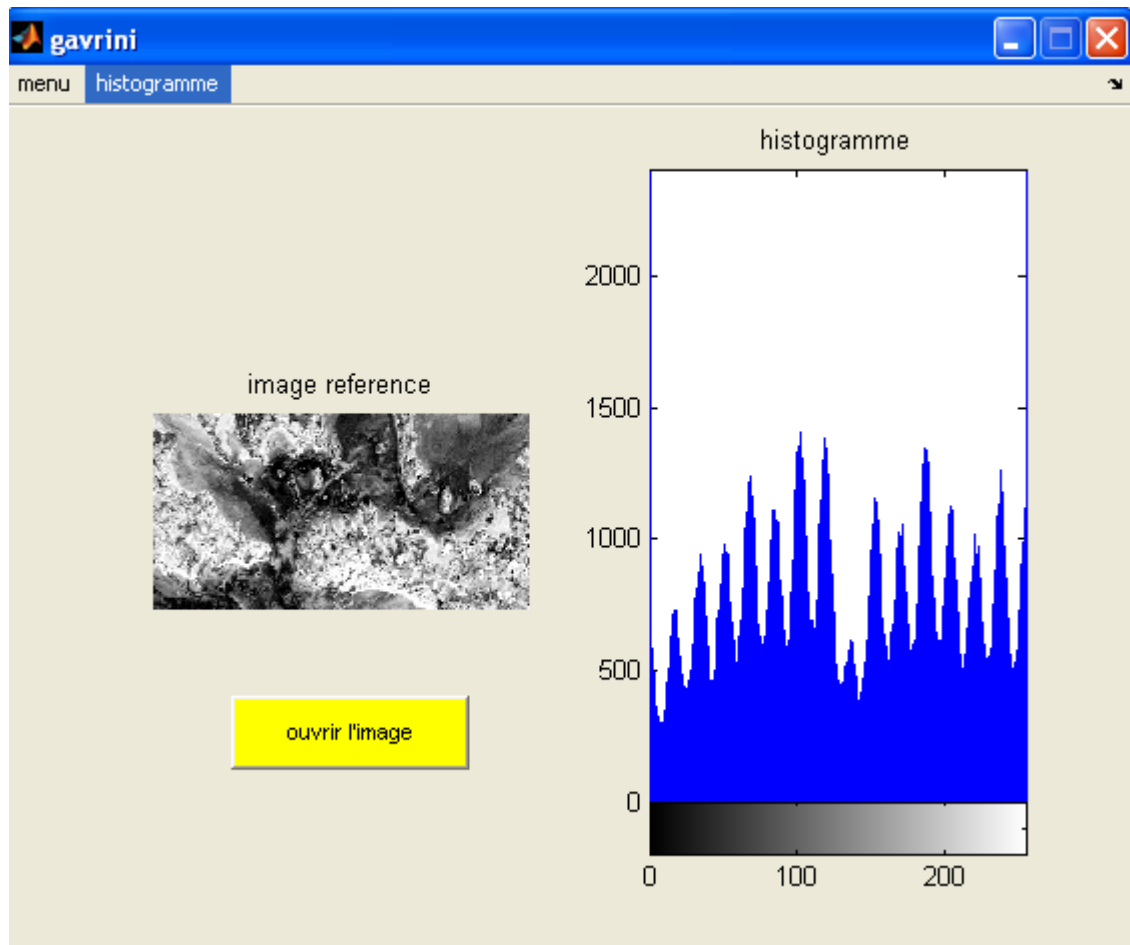 gavrini
menu histogramme
histogramme
2000
1500
1000
500
0
0 100 200
image reference
ouvrir l'image